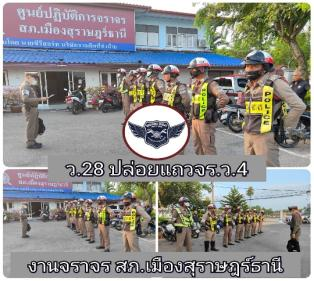 ศูนย์ปฏิบัติการจราจร
สภ.เมืองสุราษฎร์ธานี
POLICE
ว.28 ปล่อยแถวจร.ว.4
งานจราจร สภ.เมืองสุราษฎร์ธานี